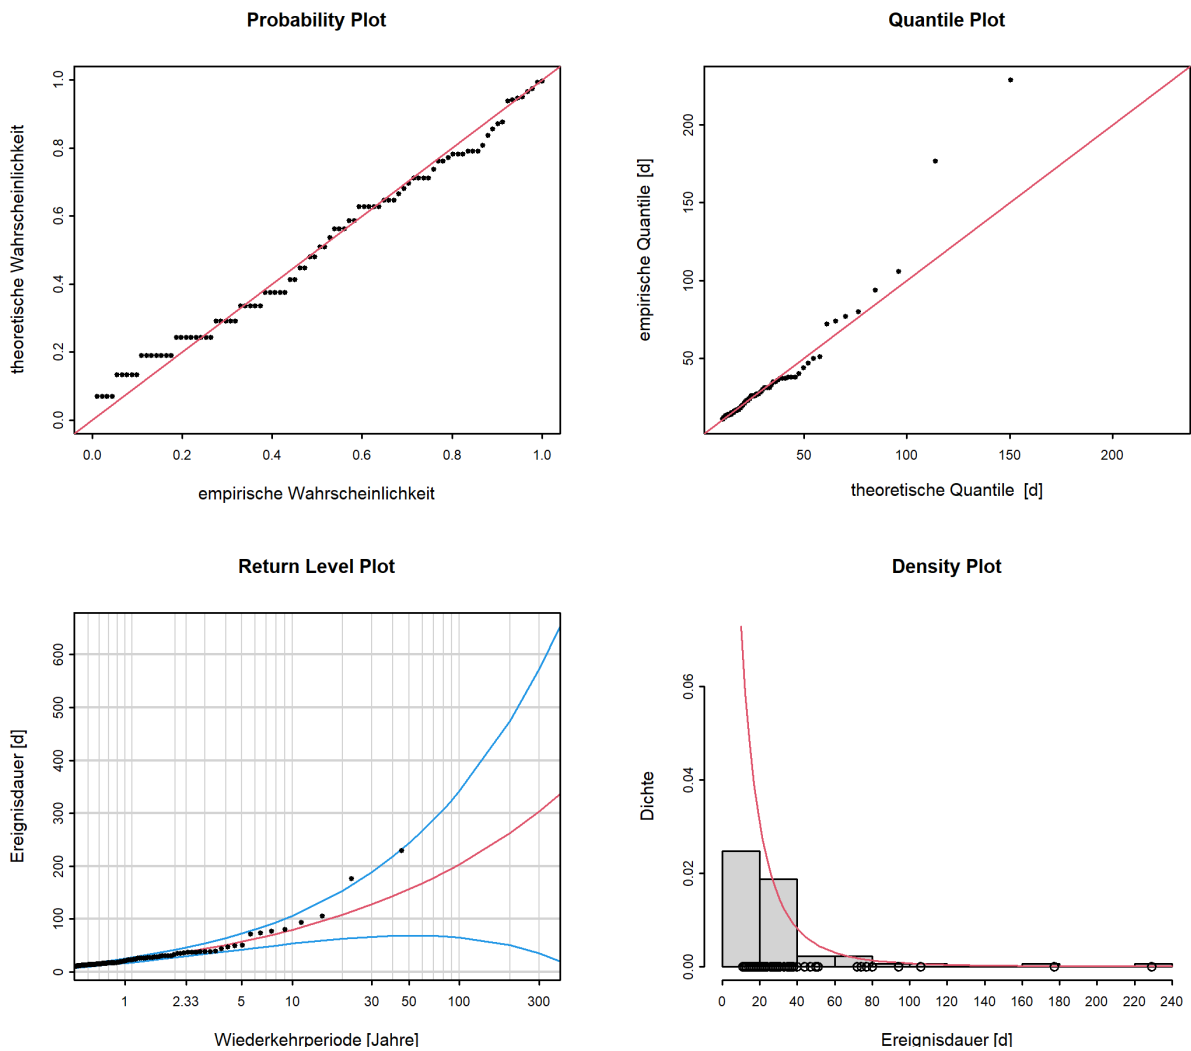 Probability Plot
theoretische Wahrscheinlichkeit
0.0 0.2 0.4 0.6 0.8 1.0
0.0 0.2 0.4 0.6 0.8 1.0
empirische Wahrscheinlichkeit
Quantile Plot
empirische Quantile [d]
50 100 150 200
50 100 150 200
theoretische Quantile [d]
Return Level Plot
Ereignisdauer [d]
0 100 200 300 400 500 600
1 2.33 5 10 30 50 100 300
Wiederkehrperiode [Jahre]
Density Plot
Dichte
0.00 0.02 0.04 0.06
0 20 40 60 80 100 120 140 160 180 200 220 240
Ereignisdauer [d]